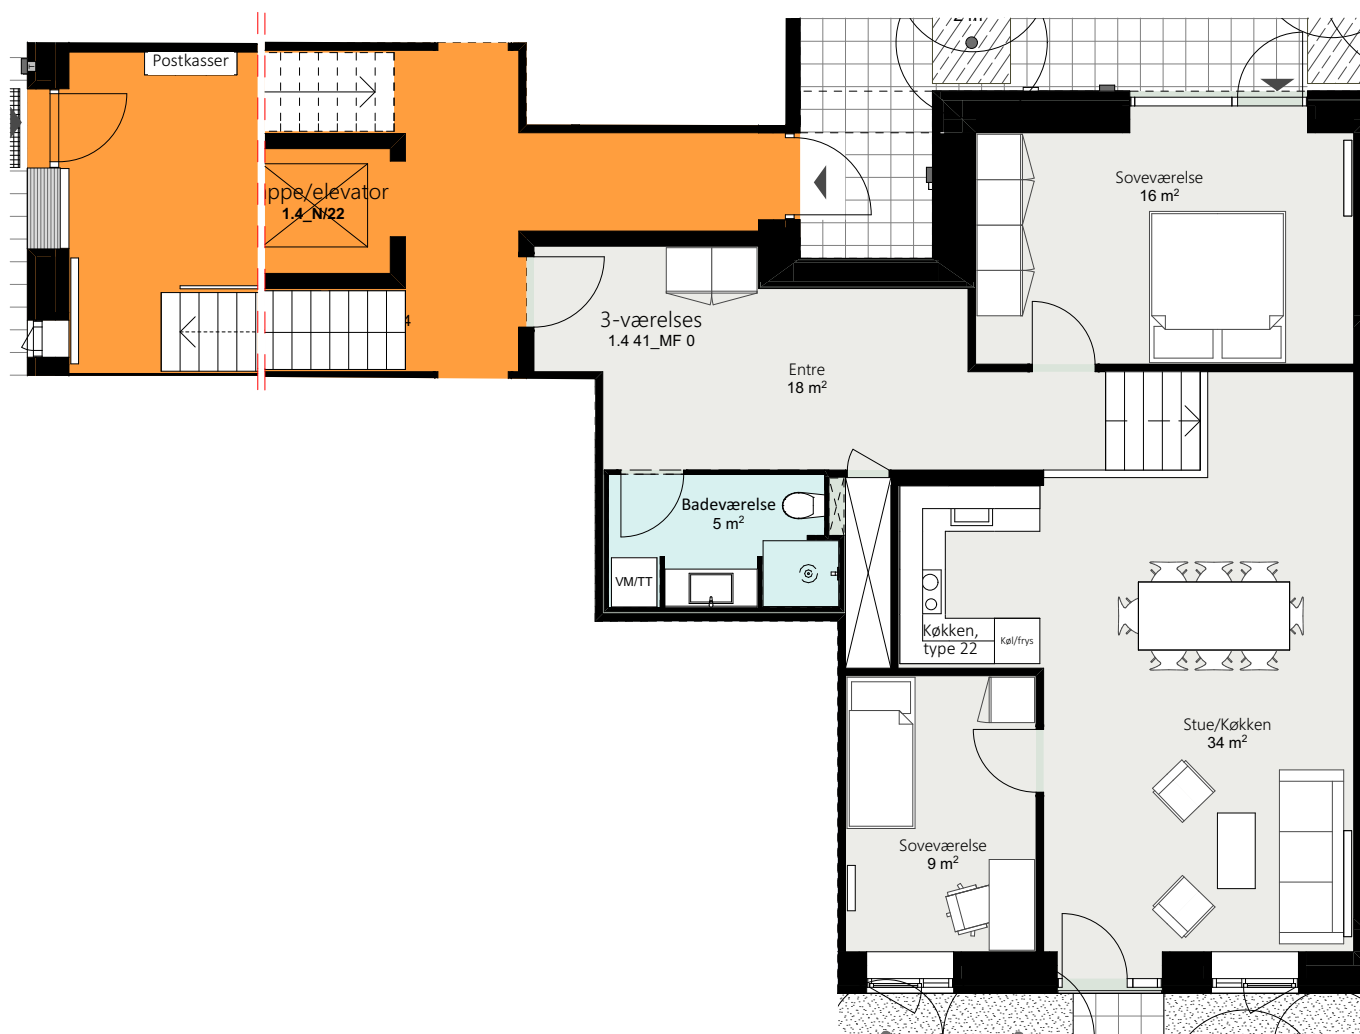 Postkasser
ppe/elevator
1.4_N/22
Soveværelse
16 m²
3-værelses
1.4 41_MF 0
4
Entre
18 m²
Badeværelse
5 m²
VM/TT
Køkken,
type 22
Køl/frys
Stue/Køkken
34 m²
Soveværelse
9 m²